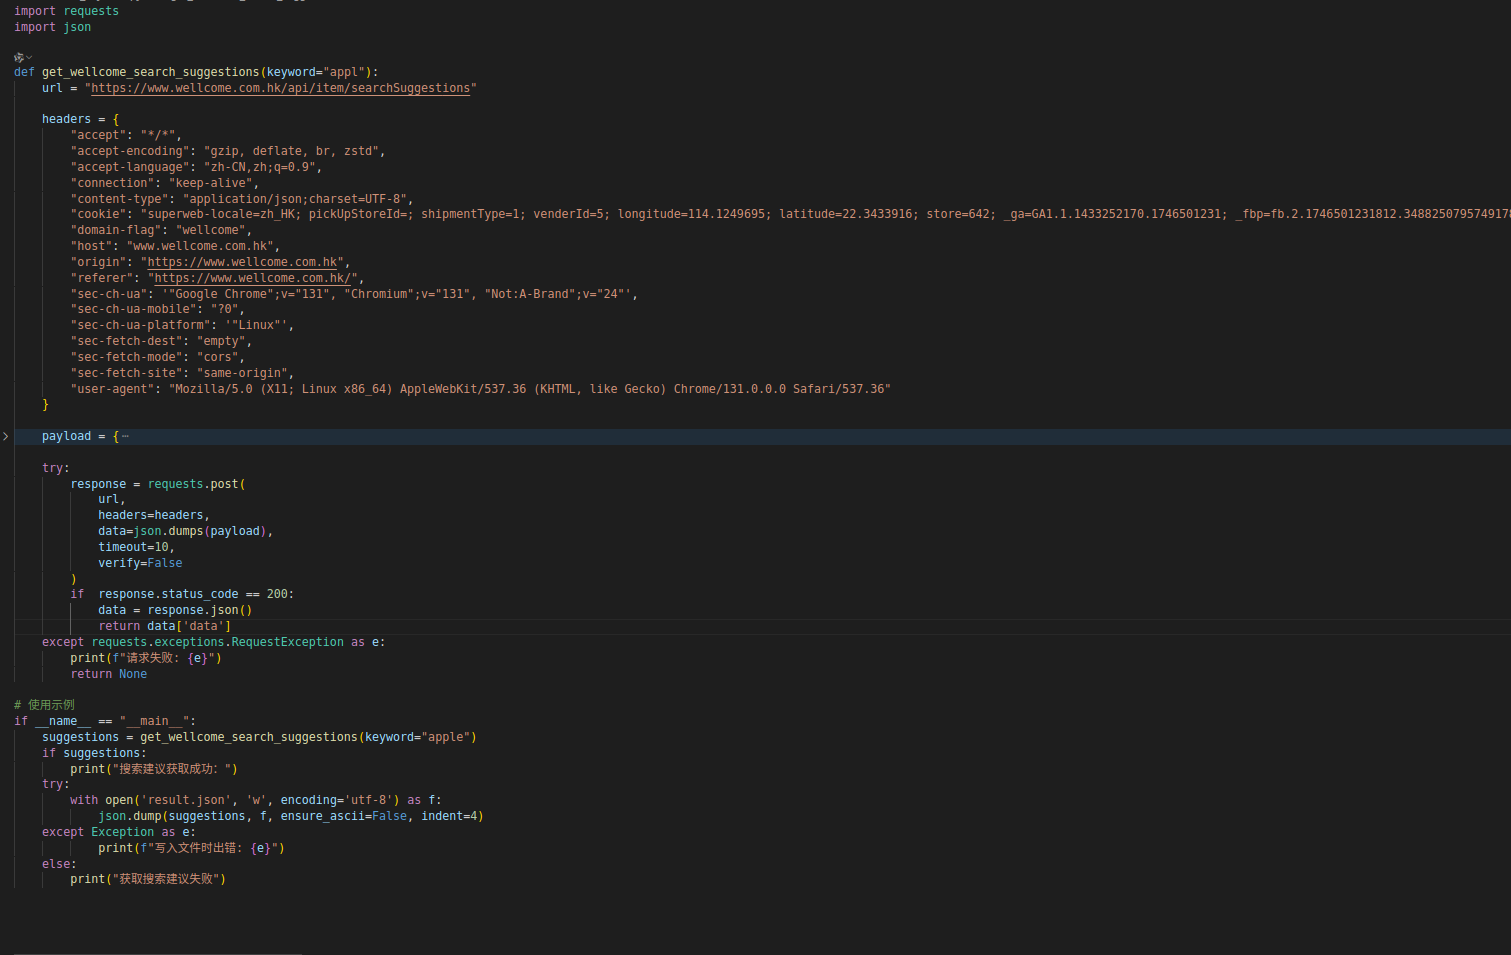 import requests
import json
def get_wellcome_search_suggestions(keyword="appl"):
url = "https://www.wellcome.com.hk/api/item/searchSuggestions"
headers = {
"accept": "*/*",
"accept-encoding": "gzip, deflate, br, zstd",
"accept-language": "zh-CN,zh;q=0.9",
"connection": "keep-alive",
"content-type": "application/json;charset=UTF-8",
"cookie": "superweb-locale=zh_HK; pickUpStoreId=; shipmentType=1; venderId=5; longitude=114.1249695; latitude=22.3433916; store=642; _ga=GA1.1.1433252170.1746501231; _fbp=fb.2.1746501231812.348825079574917
"domain-flag": "wellcome",
"host": "www.wellcome.com.hk",
"origin": "https://www.wellcome.com.hk",
"referer": "https://www.wellcome.com.hk/",
"sec-ch-ua": '"Google Chrome";v="131", "Chromium";v="131", "Not:A-Brand";v="24"',
"sec-ch-ua-mobile": "?0",
"sec-ch-ua-platform": '"Linux"',
"sec-fetch-dest": "empty",
"sec-fetch-mode": "cors",
"sec-fetch-site": "same-origin",
"user-agent": "Mozilla/5.0 (X11; Linux x86_64) AppleWebKit/537.36 (KHTML, like Gecko) Chrome/131.0.0.0 Safari/537.36"
}
payload = {⋯
try:
response = requests.post(
url,
headers=headers,
data=json.dumps(payload),
timeout=10,
verify=False
)
if  response.status_code == 200:
data = response.json()
return data['data']
except requests.exceptions.RequestException as e:
print(f"请求失败: {e}")
return None
# 使用示例
if __name__ == "__main__":
suggestions = get_wellcome_search_suggestions(keyword="apple")
if suggestions:
print("搜索建议获取成功：")
try:
with open('result.json', 'w', encoding='utf-8') as f:
json.dump(suggestions, f, ensure_ascii=False, indent=4)
except Exception as e:
print(f"写入文件时出错: {e}")
else:
print("获取搜索建议失败")